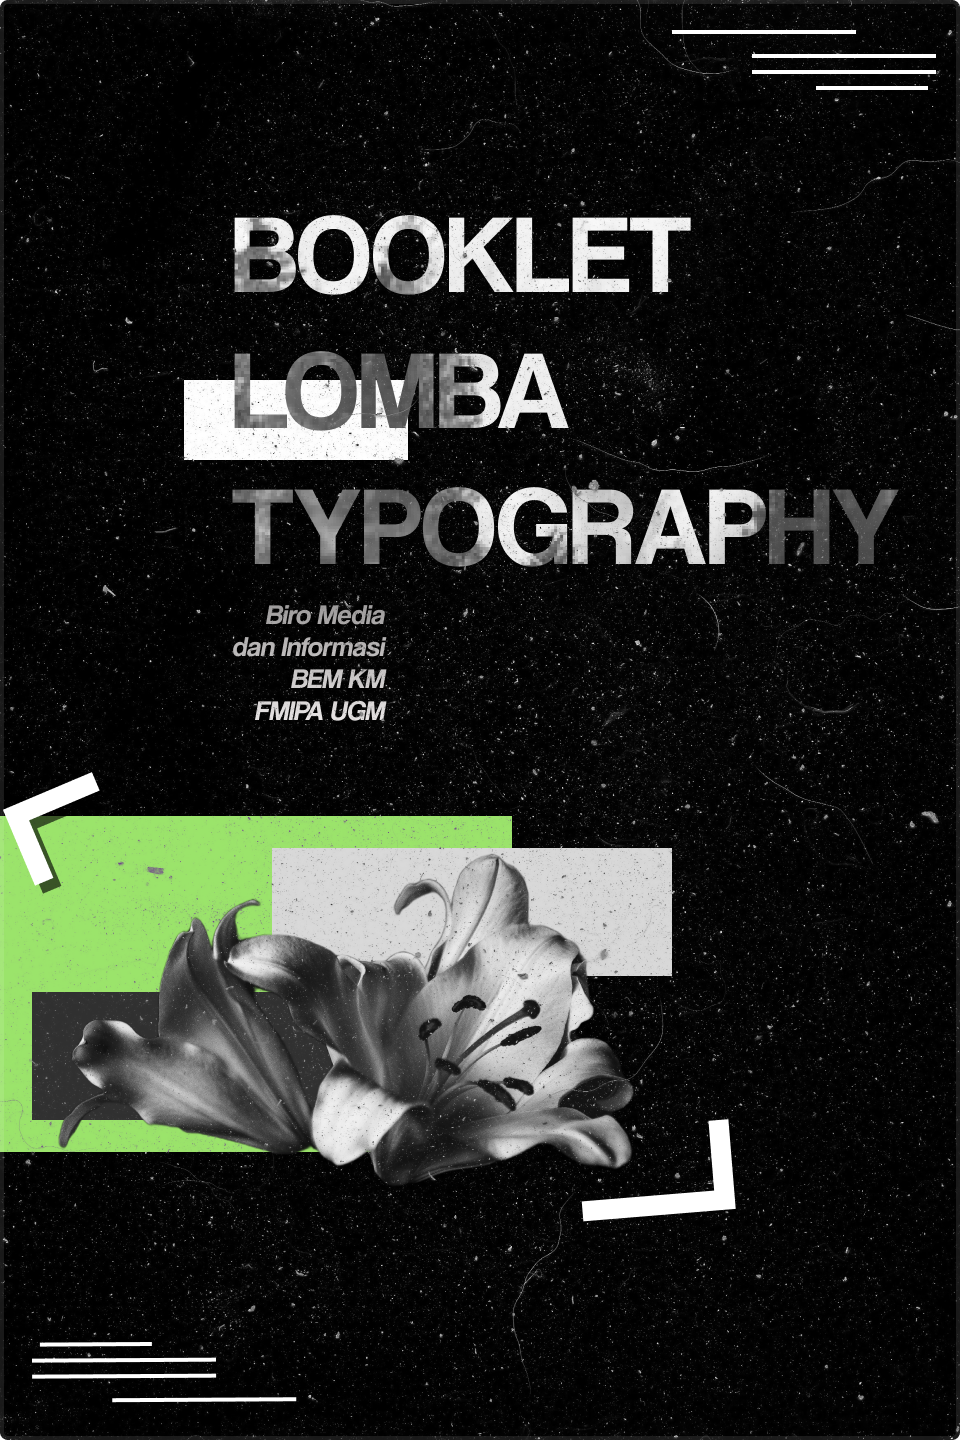 BOOKLET
LOMBA
TYPOGRAPHY
Biro Media
dan Informasi
BEM KM
FMIPA UGM